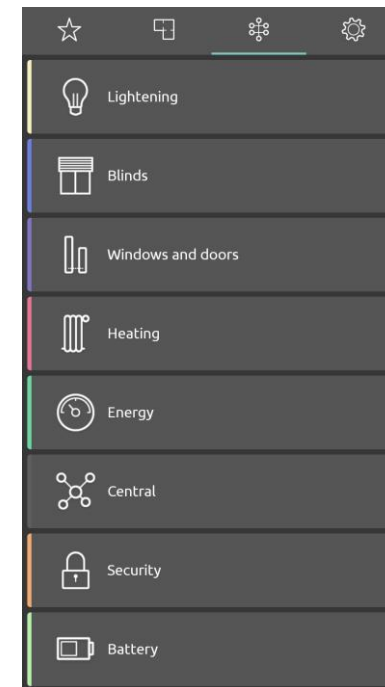 Lightening
Blinds
Windows and doors
Heating
Energy
Central
Security
Battery